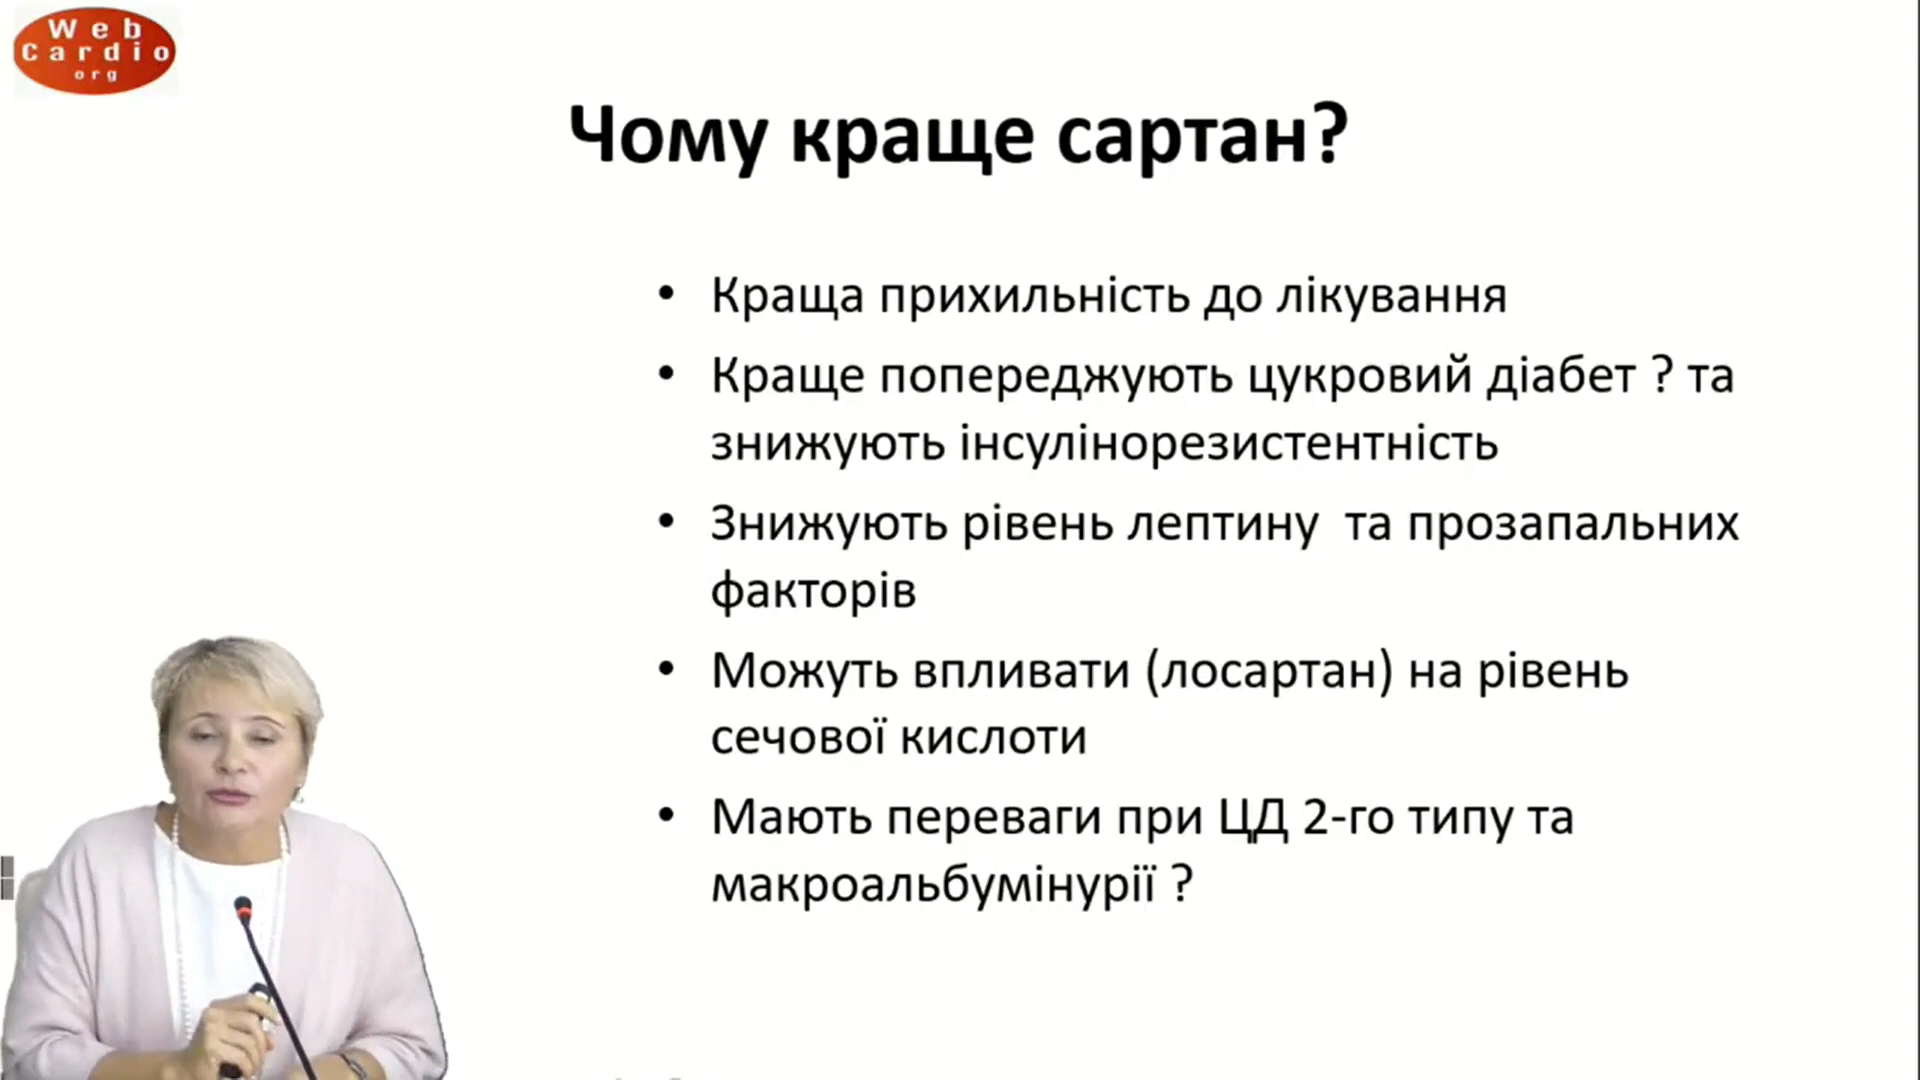 Web
Cardio
org
Чому краще сартан?
• Краща прихильність до лікування
• Краще попереджують цукровий діабет ? та
знижують інсулінорезистентність
• Знижують рівень лептину та прозапальних
факторів
• Можуть впливати (лосартан) на рівень
сечової кислоти
• Мають переваги при ЦД 2-го типу та
макроальбумінурії ?